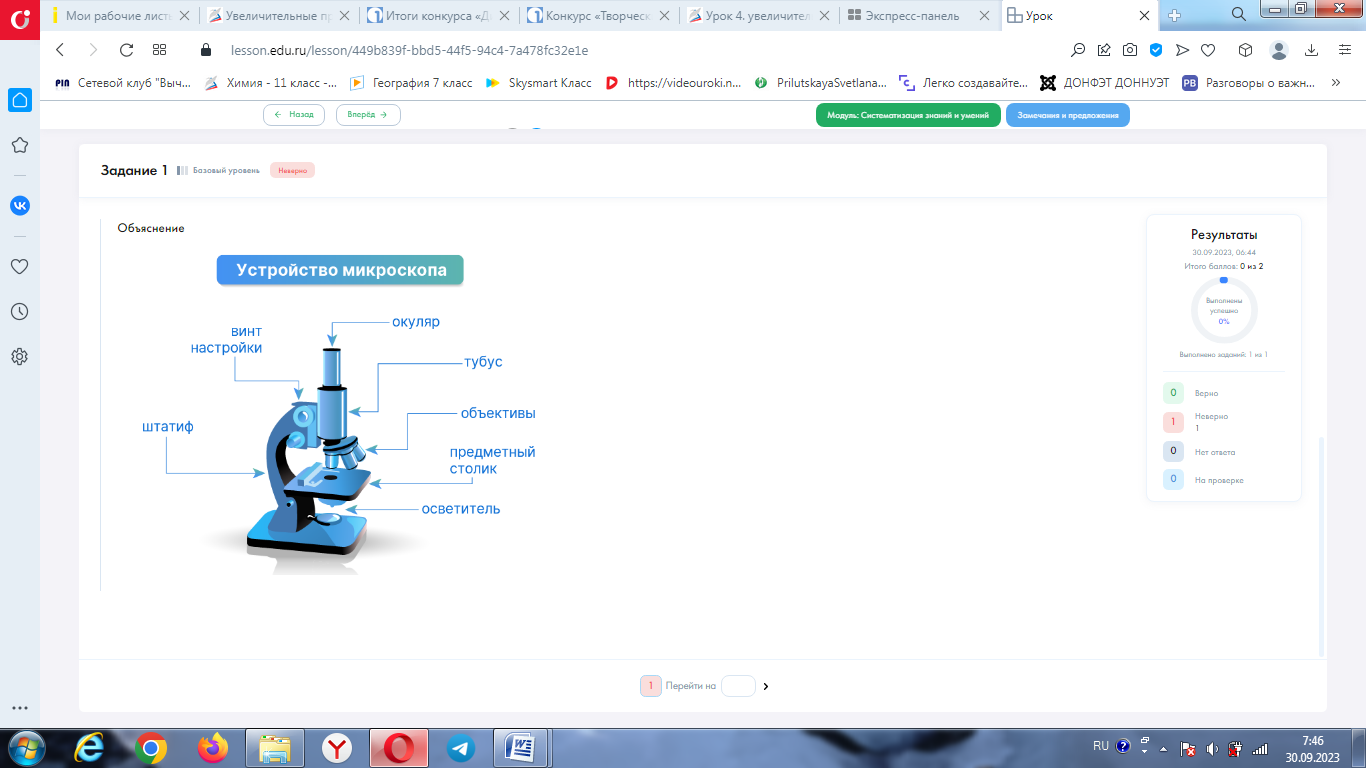 Мои рабочие листы
Увеличительные пр
Итоги конкурса «Д
Конкурс «Творческ
Урок 4. увеличител
Экспресс-панель
Урок
lesson.edu.ru/lesson/449b839f-bbd5-44f5-94c4-7a478fc32e1e
PIN Сетевой клуб "Выч...
Химия - 11 класс -...
География 7 класс
Skysmart Класс
https://videouroki.n...
PrilutskayaSvetlana...
Легко создавайте...
ДОНФЭТ ДОННУЭТ
РВ Разговоры о важн...
← Назад
Вперёд →
Модуль: Систематизация знаний и умений
Замечания и предложения
Задание 1
Базовый уровень
Неверно
Объяснение
Устройство микроскопа
окуляр
винт
настройки
тубус
объективы
штатив
предметный
столик
осветитель
Результаты
30.09.2023, 06:44
Итого баллов: 0 из 2
Выполнены
успешно
0%
Выполнено заданий: 1 из 1
0 Верно
1 Неверно
1
0 Нет ответа
0 На проверке
1 Перейти на
RU
7:46
30.09.2023